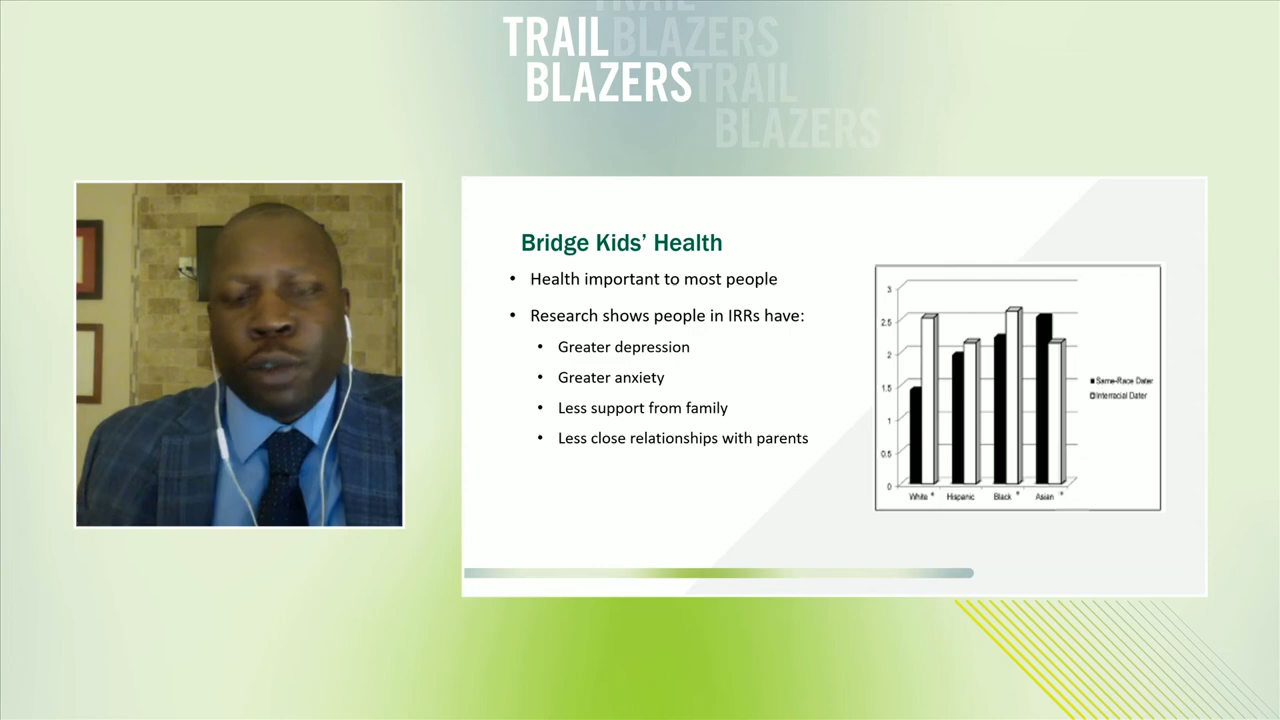 TRAIL
TRAIL BLAZERS
BLAZERS TRAIL
BLAZERS
Bridge Kids' Health
• Health important to most people
• Research shows people in IRRs have:
• Greater depression
• Greater anxiety
• Less support from family
• Less close relationships with parents
3
2.5
2
1.5
1
0.5
0
White * Hispanic Black * Asian *
Same-Race Dater
Interracial Dater